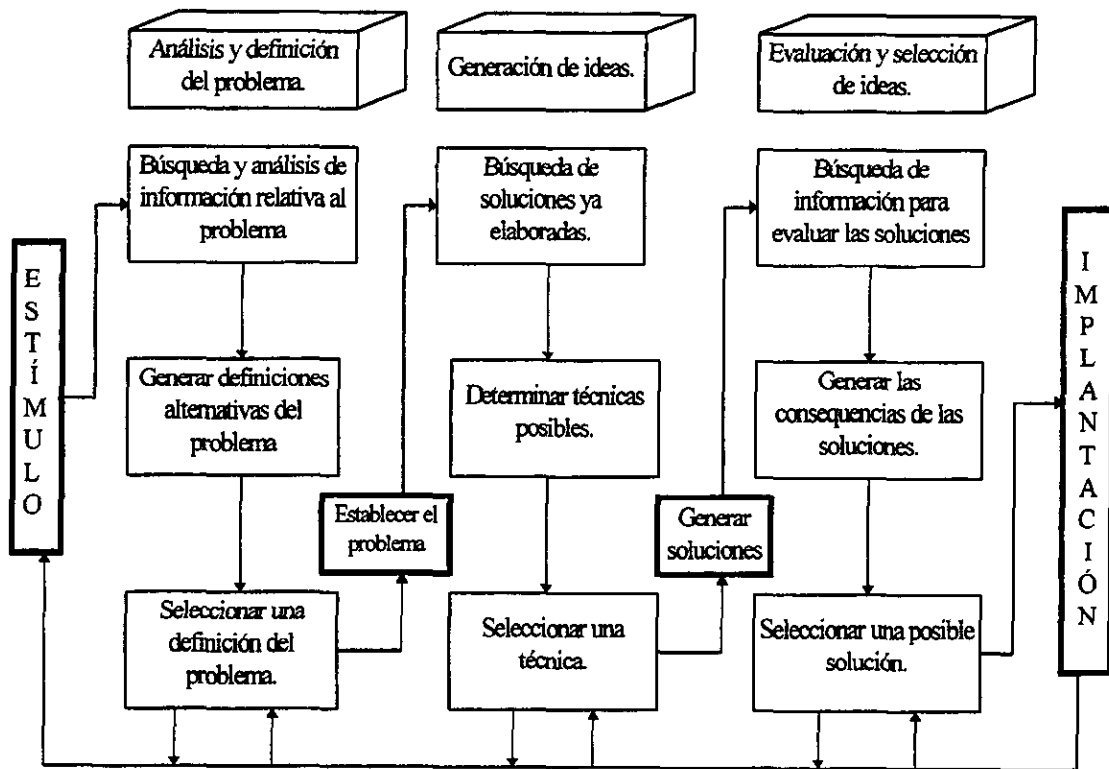 Análisis y definición
del problema.
Generación de ideas.
Evaluación y selección
de ideas.
Búsqueda y análisis de
información relativa al
problema
Búsqueda de
soluciones ya
elaboradas.
Búsqueda de
información para
evaluar las soluciones
ESTÍMULO
Generar definiciones
alternativas del
problema
Determinar técnicas
posibles.
Generar las
consequencias de las
soluciones.
IMPLANTACIÓN
Establecer el
problema
Generar
soluciones
Seleccionar una
definición del
problema.
Seleccionar una
técnica.
Seleccionar una posible
solución.